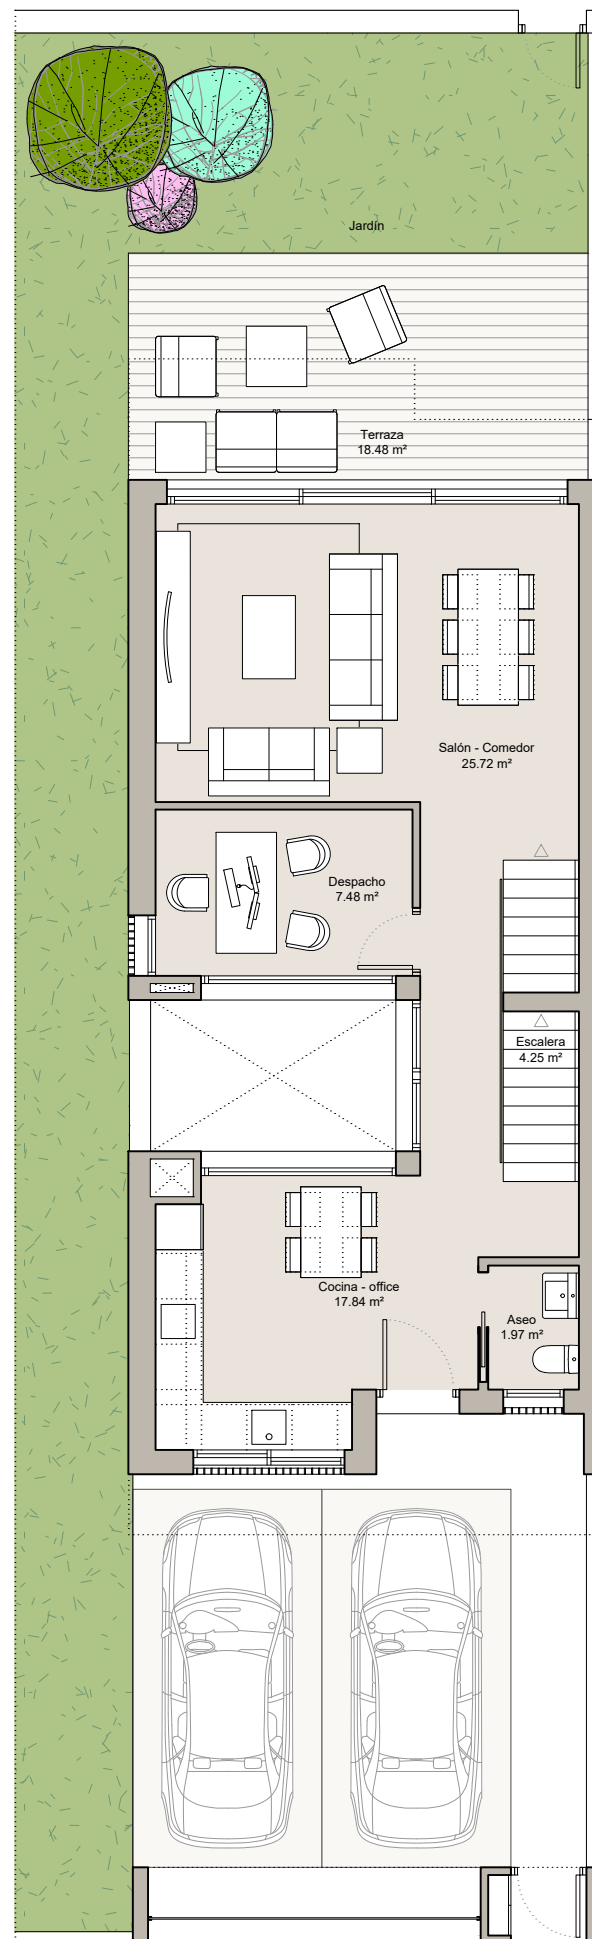 Jardín
Terraza
18.48 m²
Salón - Comedor
25.72 m²
Despacho
7.48 m²
Escalera
4.25 m²
Cocina - office
17.84 m²
Aseo
1.97 m²